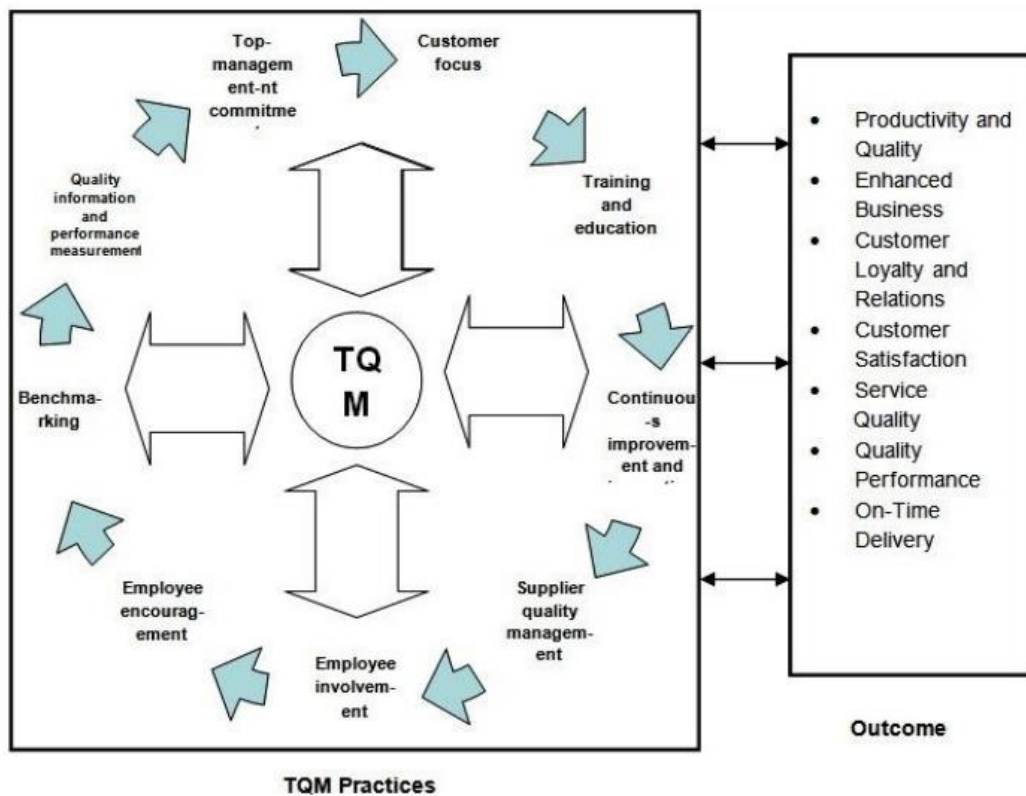 Top-
managem
ent-nt
commitme
Customer
focus
Training
and
education
Continuou
-s
improvem-
ent and
Supplier
quality
management-
ent
Employee
involvem-
ent
Employee
encourag-
ement
Benchma-
rking
Quality
information
and
performance
measurement
TQ
M
TQM Practices
• Productivity and
Quality
• Enhanced
Business
• Customer
Loyalty and
Relations
• Customer
Satisfaction
• Service
Quality
• Quality
Performance
• On-Time
Delivery
Outcome